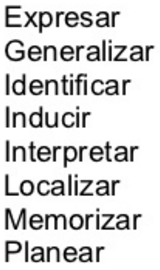 Expresar
Generalizar
Identificar
Inducir
Interpretar
Localizar
Memorizar
Planear